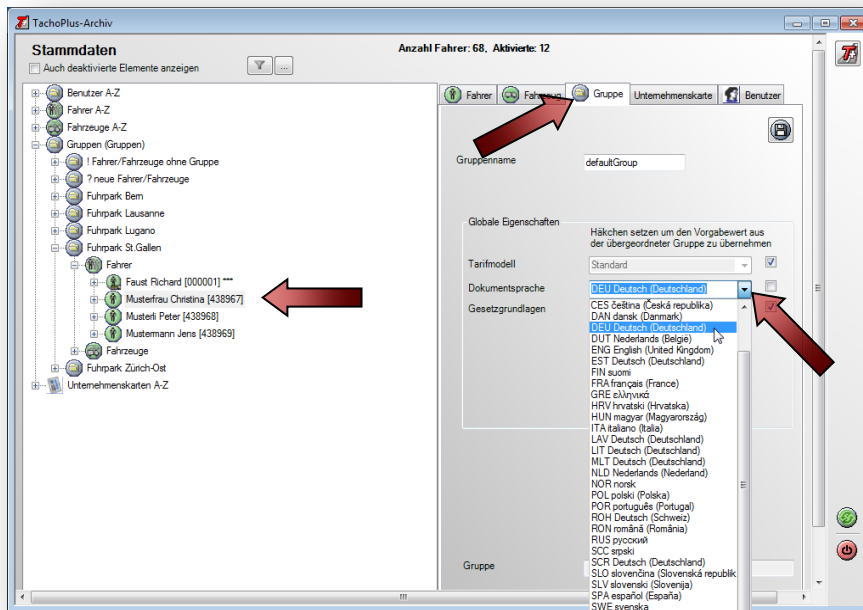 TachoPlus-Archiv
Stammdaten
Anzahl Fahrer: 68, Aktivierte: 12
Auch deaktivierte Elemente anzeigen
...
Benutzer A-Z
Fahrer A-Z
Fahrzeuge A-Z
Gruppen (Gruppen)
! Fahrer/Fahrzeuge ohne Gruppe
? neue Fahrer/Fahrzeuge
Fuhrpark Bern
Fuhrpark Lausanne
Fuhrpark Lugano
Fuhrpark St.Gallen
Fahrer
Faust Richard [000001] ***
Musterfrau Christina [438967]
Musterli Peter [438968]
Mustermann Jens [438969]
Fahrzeuge
Fuhrpark Zürich-Ost
Unternehmenskarten A-Z
Fahrer
Fahrzeug
Gruppe
Unternehmenskarte
Benutzer
Gruppenname
defaultGroup
Globale Eigenschaften
Häkchen setzen um den Vorgabewert aus
der übergeordneter Gruppe zu übernehmen
Tarifmodell
Standard
Dokumentsprache
DEU Deutsch (Deutschland)
Gesetzgrundlagen
CES čeština (Česká republika)
DAN dansk (Danmark)
DEU Deutsch (Deutschland)
DUT Nederlands (België)
ENG English (United Kingdom)
EST Deutsch (Deutschland)
FIN suomi
FRA français (France)
GRE ελληνικά
HRV hrvatski (Hrvatska)
HUN magyar (Magyarország)
ITA italiano (Italia)
LAV Deutsch (Deutschland)
LIT Deutsch (Deutschland)
MLT Deutsch (Deutschland)
NLD Nederlands (Nederland)
NOR norsk
POL polski (Polska)
POR português (Portugal)
ROH Deutsch (Schweiz)
RON română (România)
RUS русский
SCC srpski
SCR Deutsch (Deutschland)
SLO slovenčina (Slovenská republik
SLV slovenski (Slovenija)
SPA español (España)
SWE svenska
Gruppe